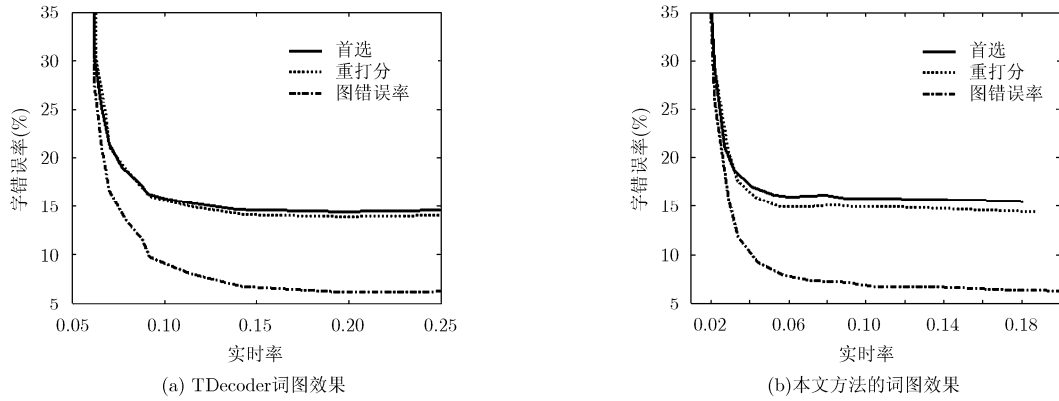 35
30
25
20
15
10
5
字错误率(%)
首选
重打分
图错误率
0.05 0.10 0.15 0.20 0.25
实时率
(a) TDecoder词图效果
35
30
25
20
15
10
5
字错误率(%)
首选
重打分
图错误率
0.02 0.06 0.10 0.14 0.18
实时率
(b)本文方法的词图效果